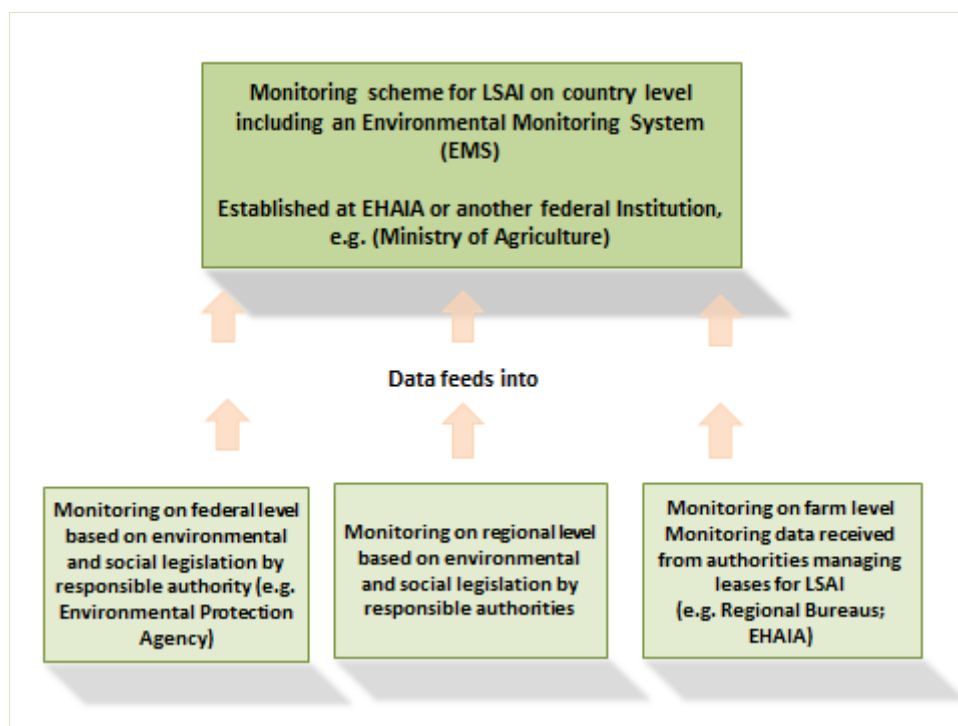 Monitoring scheme for LSAI on country level
including an Environmental Monitoring System
(EMS)
Established at EHAIA or another federal Institution,
e.g. (Ministry of Agriculture)
Data feeds into
Monitoring on federal level
based on environmental
and social legislation by
responsible authority (e.g.
Environmental Protection
Agency)
Monitoring on regional level
based on environmental
and social legislation by
responsible authorities
Monitoring on farm level
Monitoring data received
from authorities managing
leases for LSAI
(e.g. Regional Bureaus;
EHAIA)